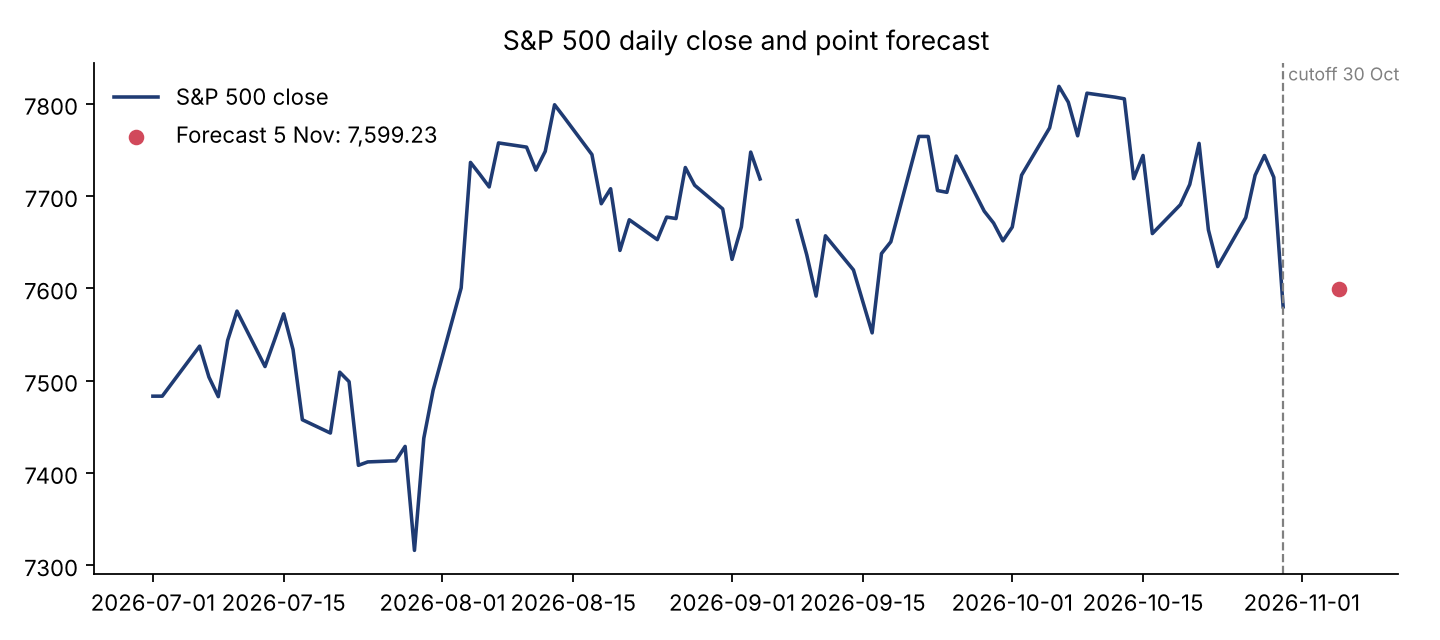 S&P 500 daily close and point forecast
cutoff 30 Oct
S&P 500 close
Forecast 5 Nov: 7,599.23
7800
7700
7600
7500
7400
7300
2026-07-01 2026-07-15 2026-08-01 2026-08-15 2026-09-01 2026-09-15 2026-10-01 2026-10-15 2026-11-01